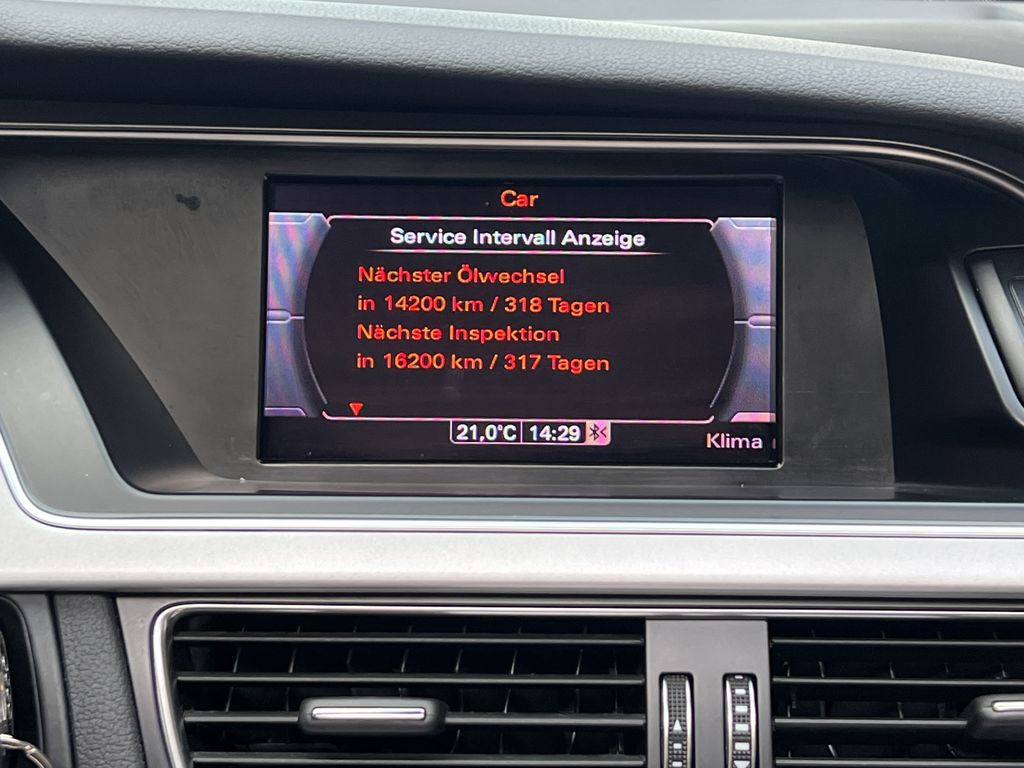 Car
Service Intervall Anzeige
Nächster Ölwechsel
in 14200 km / 318 Tagen
Nächste Inspektion
in 16200 km / 317 Tagen
21,0°C 14:29
Klima